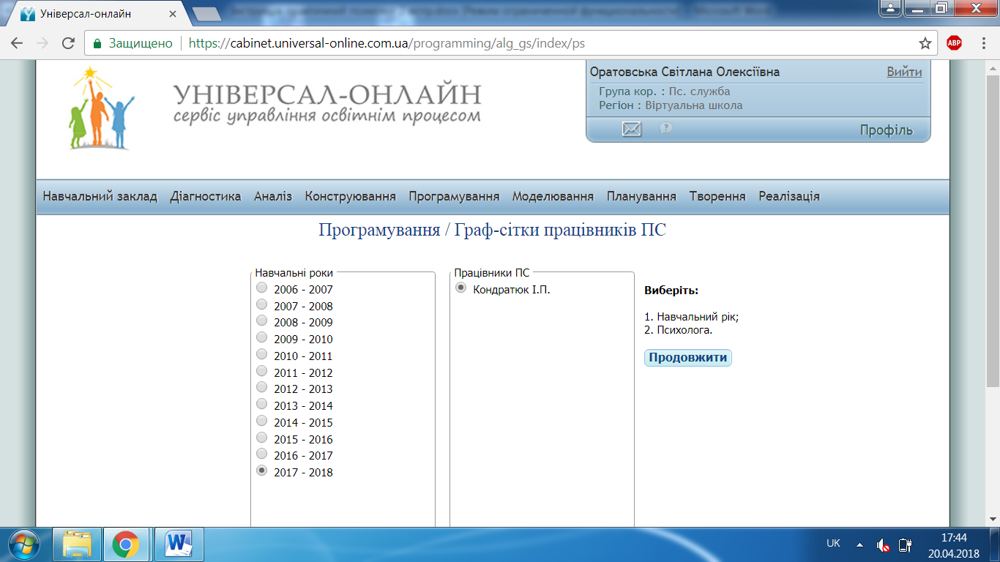 Універсал-онлайн
Защищено
https://cabinet.universal-online.com.ua/programming/alg_gs/index/ps
ABP
УНІВЕРСАЛ-ОНЛАЙН
сервіс управління освітнім процесом
Оратовська Світлана Олексіївна
Вийти
Група кор. : Пс. служба
Регіон : Віртуальна школа
Профіль
Навчальний заклад Діагностика Аналіз Конструювання Програмування Моделювання Планування Творення Реалізація
Програмування / Граф-сітки працівників ПС
Навчальні роки
2006 - 2007
2007 - 2008
2008 - 2009
2009 - 2010
2010 - 2011
2011 - 2012
2012 - 2013
2013 - 2014
2014 - 2015
2015 - 2016
2016 - 2017
2017 - 2018
Працівники ПС
Кондратюк І.П.
Виберіть:
1. Навчальний рік;
2. Психолога.
Продовжити
UK
17:44
20.04.2018